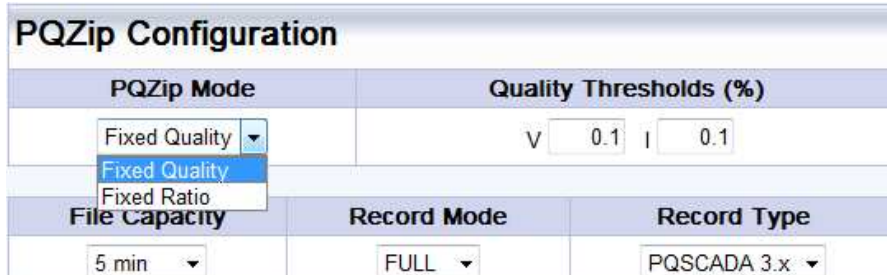 PQZip Configuration
PQZip Mode Quality Thresholds (%)
Fixed Quality V 0.1 I 0.1
Fixed Quality
Fixed Ratio
File Capacity Record Mode Record Type
5 min FULL PQSCADA 3.x